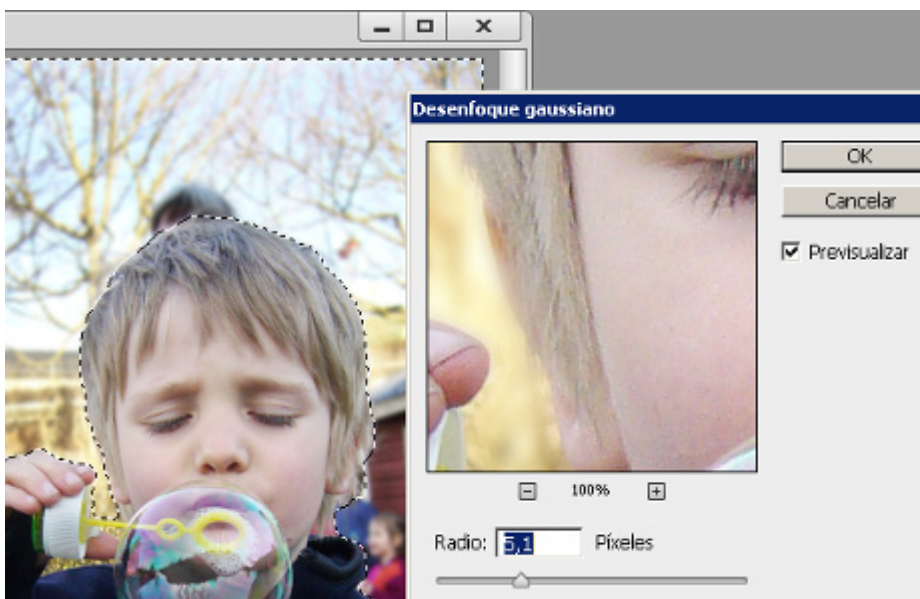 Desenfoque gaussiano
OK
Cancelar
Previsualizar
100%
Radio: 5,1 Píxeles